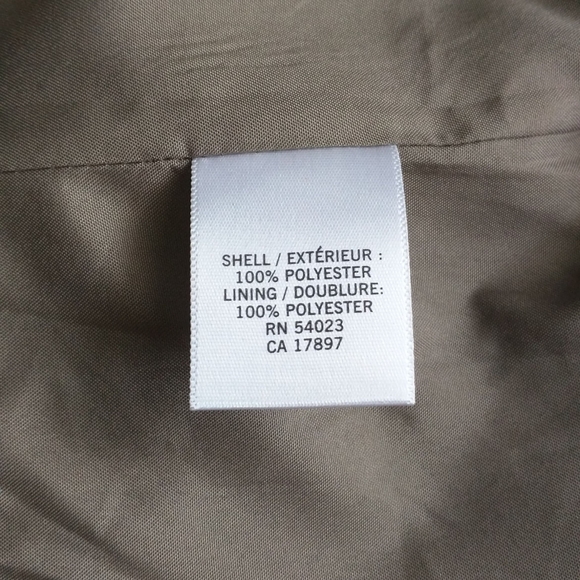 SHELL / EXTÉRIEUR :
100% POLYESTER
LINING / DOUBLURE:
100% POLYESTER
RN 54023
CA 17897